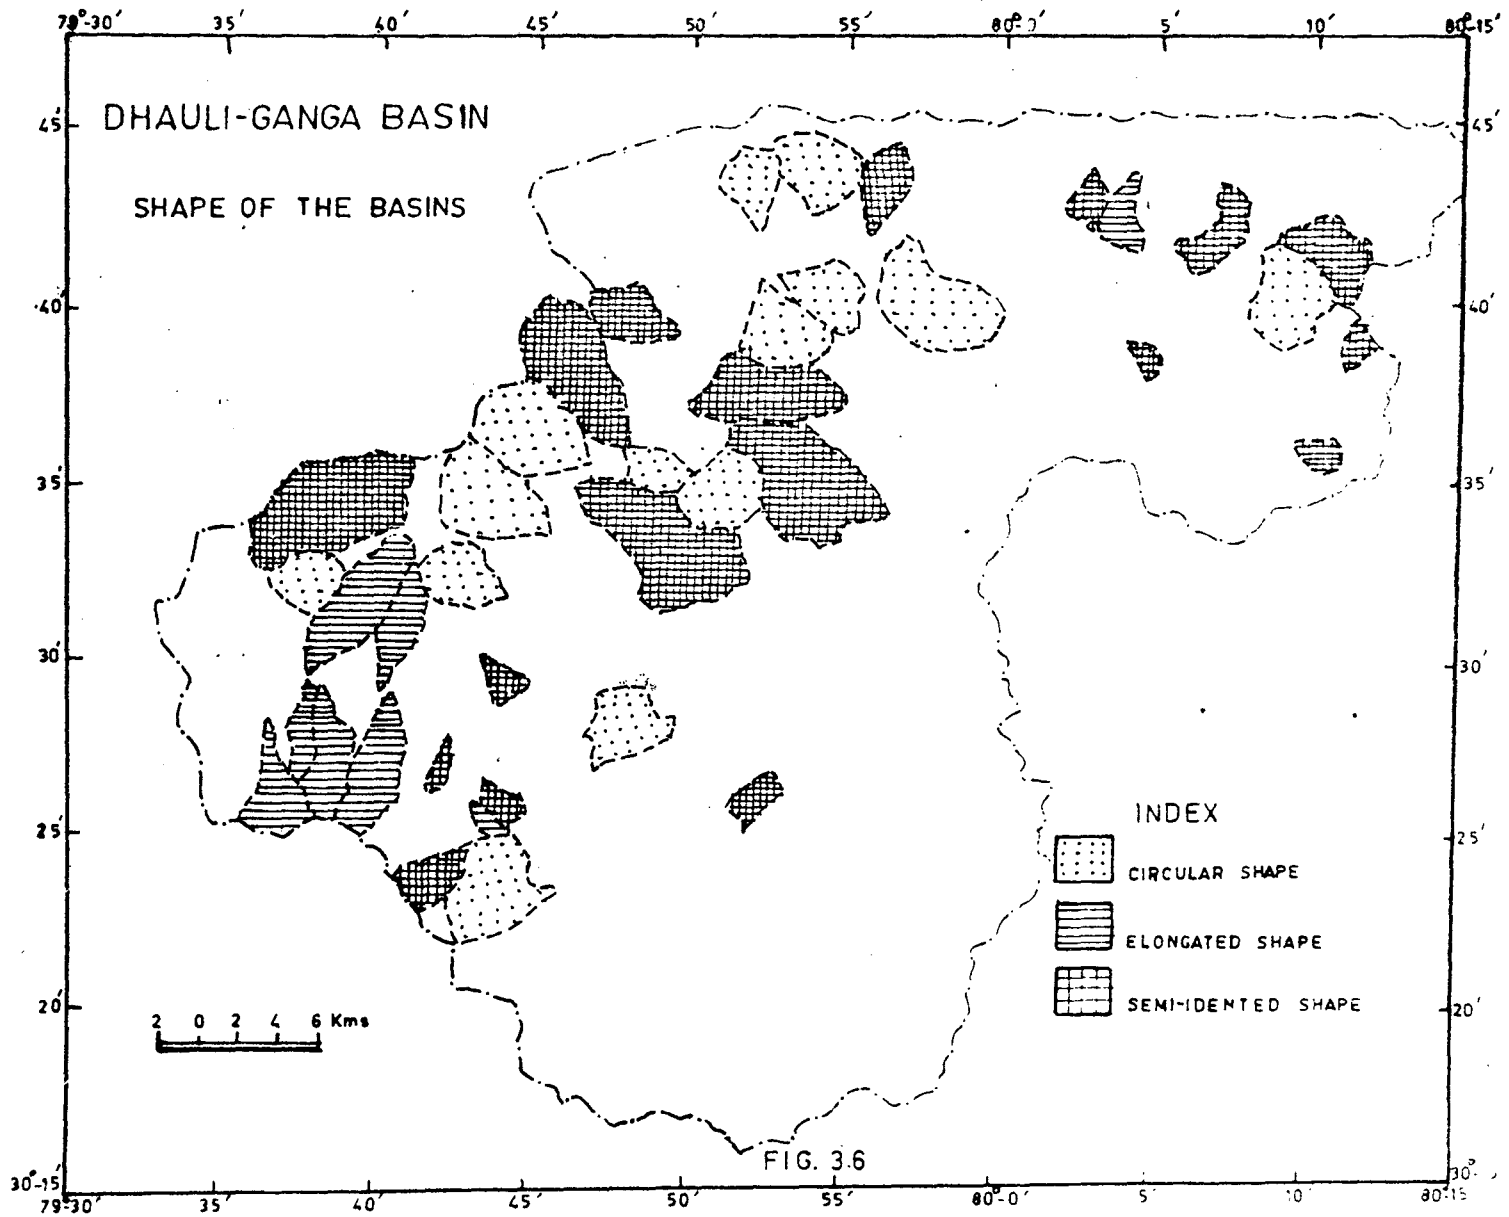 79°-30′ 35′ 40′ 45′ 50′ 55′ 80°-0′ 5′ 10′ 80°-15′
DHAULI-GANGA BASIN
SHAPE OF THE BASINS
45′ 45′
40′ 40′
35′ 35′
30′ 30′
INDEX
25′ 25′
CIRCULAR SHAPE
ELONGATED SHAPE
SEMI-IDENTED SHAPE
20′ 20′
2 0 2 4 6 Kms
FIG. 3.6
30°-15′ 30°-
79°-30′ 35′ 40′ 45′ 50′ 55′ 80°-0′ 5′ 10′ 80°-15